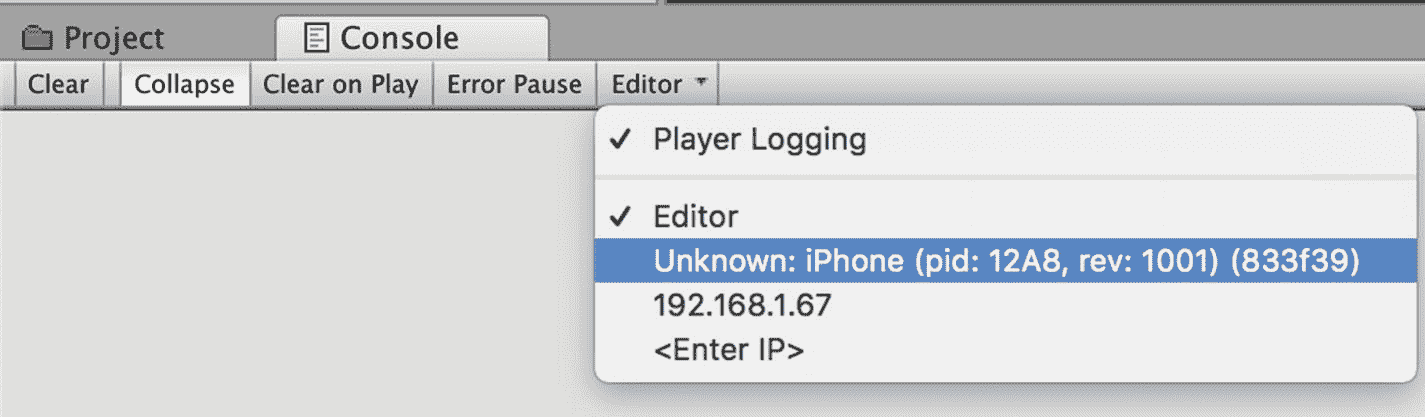 Project Console
Clear Collapse Clear on Play Error Pause Editor
✓ Player Logging
✓ Editor
Unknown: iPhone (pid: 12A8, rev: 1001) (833f39)
192.168.1.67
<Enter IP>